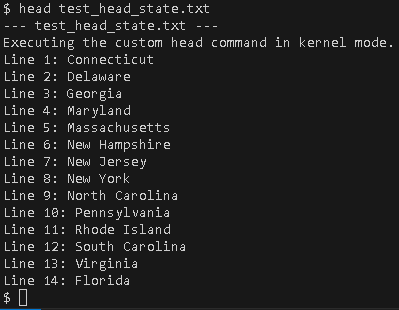 $ head test_head_state.txt
--- test_head_state.txt ---
Executing the custom head command in kernel mode.
Line 1: Connecticut
Line 2: Delaware
Line 3: Georgia
Line 4: Maryland
Line 5: Massachusetts
Line 6: New Hampshire
Line 7: New Jersey
Line 8: New York
Line 9: North Carolina
Line 10: Pennsylvania
Line 11: Rhode Island
Line 12: South Carolina
Line 13: Virginia
Line 14: Florida
$